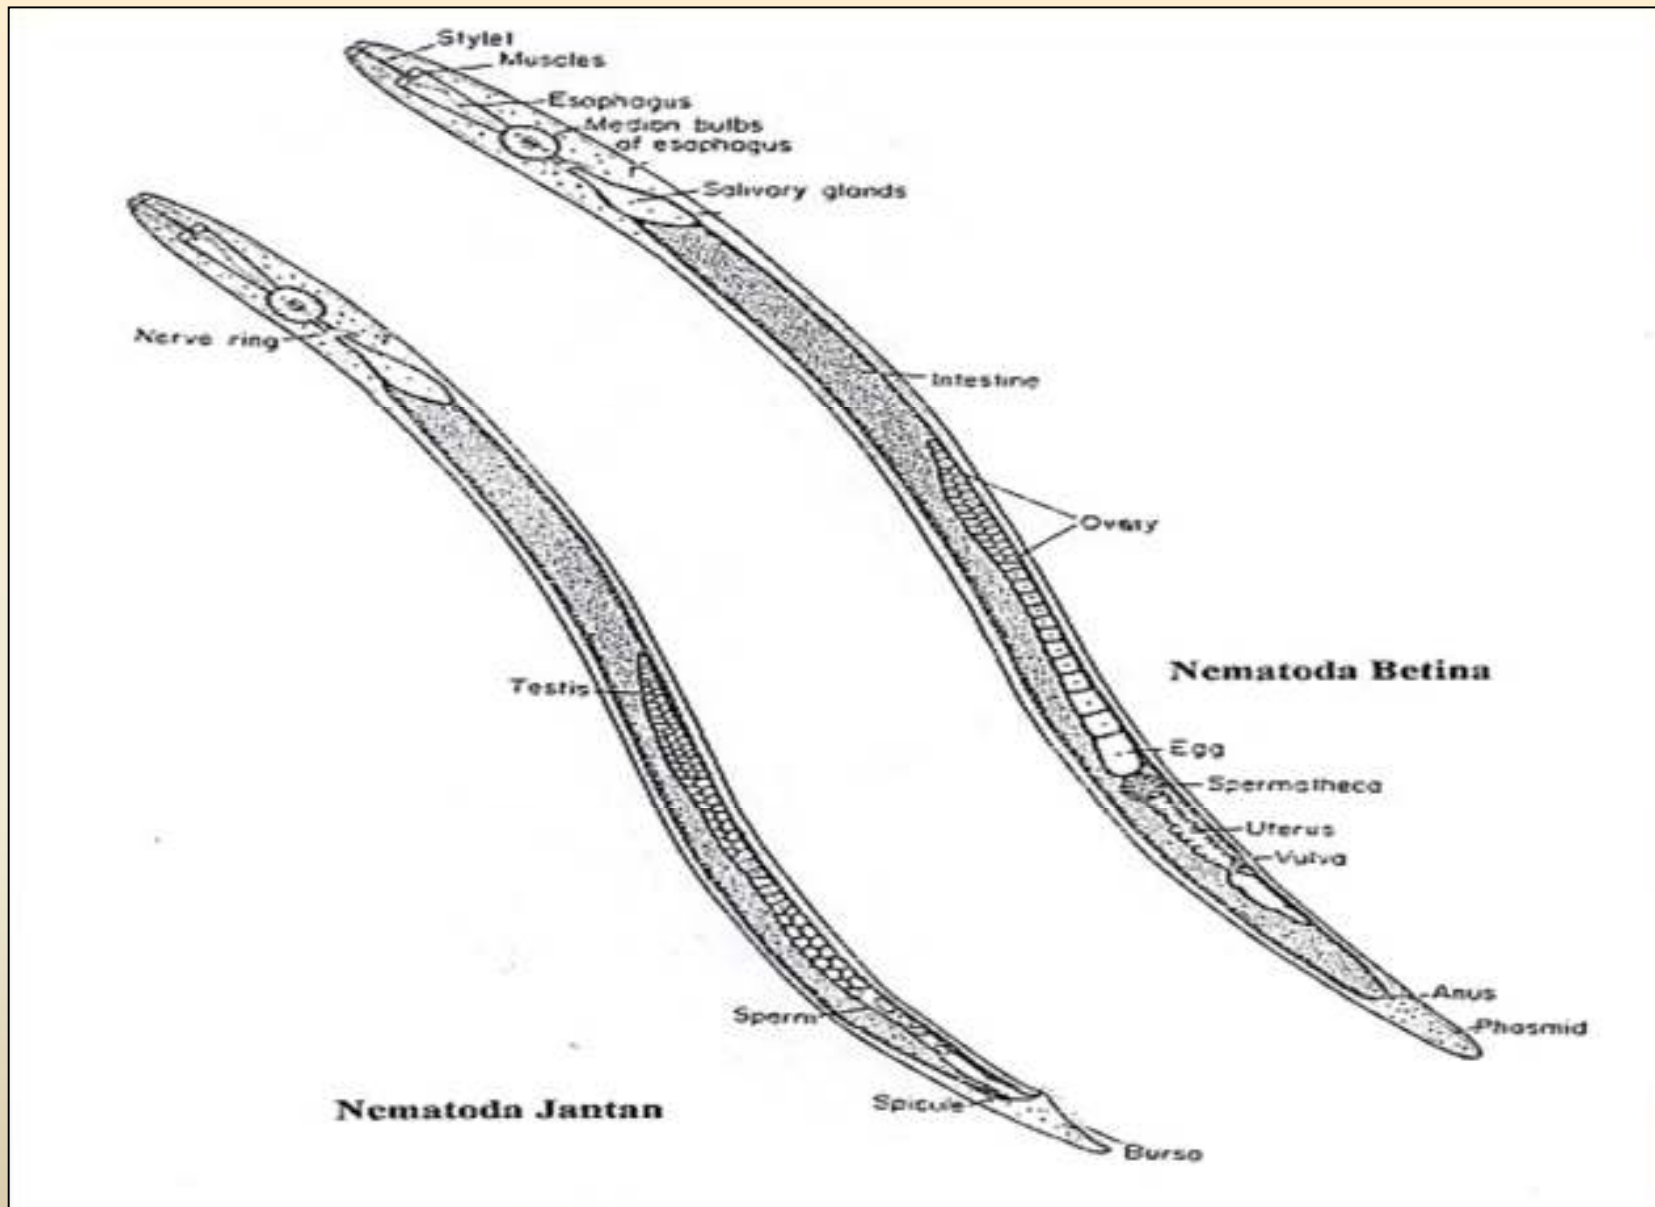 Stylet
Muscles
Esophagus
Median bulbs
of esophagus
Salivary glands
Nerve ring
Intestine
Ovary
Nematoda Betina
Testis
Egg
Spermatheca
Uterus
Vulva
Anus
Phasmid
Sperm
Nematoda Jantan
Spicule
Bursa